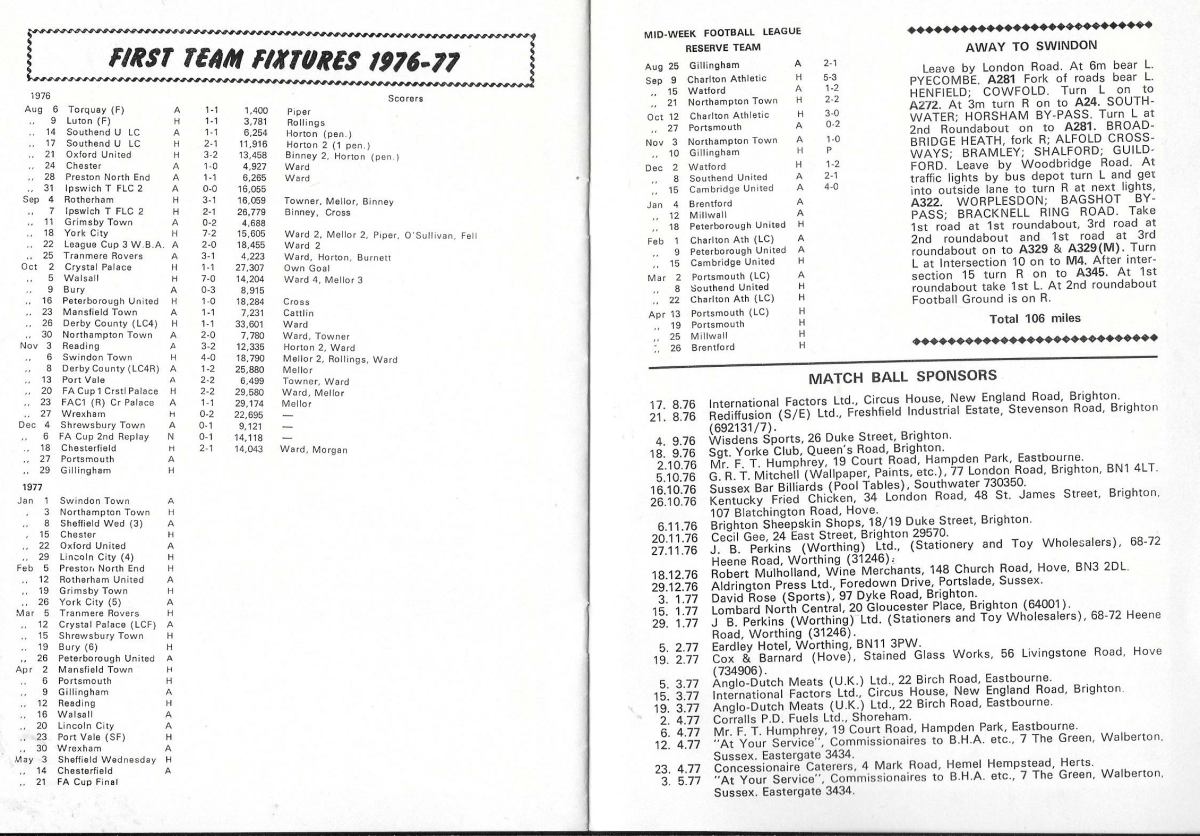 FIRST TEAM FIXTURES 1976-77
1976 Scorers
Aug 6 Torquay (F) A 1-1 1,400 Piper
,, 9 Luton (F) H 1-1 3,781 Rollings
,, 14 Southend U LC A 1-1 6,254 Horton (pen.)
,, 17 Southend U LC H 2-1 11,916 Horton 2 (1 pen.)
,, 21 Oxford United H 3-2 13,458 Binney 2, Horton (pen.)
,, 24 Chester A 1-0 4,927 Ward
,, 28 Preston North End A 1-1 6,265 Ward
,, 31 Ipswich T FLC 2 A 0-0 16,055
Sep 4 Rotherham H 3-1 16,059 Towner, Mellor, Binney
,, 7 Ipswich T FLC 2 H 2-1 26,779 Binney, Cross
,, 11 Grimsby Town A 0-2 4,688
,, 18 York City H 7-2 15,605 Ward 2, Mellor 2, Piper, O'Sullivan, Fell
,, 22 League Cup 3 W.B.A. A 2-0 18,455 Ward 2
,, 25 Tranmere Rovers A 3-1 4,223 Ward, Horton, Burnett
Oct 2 Crystal Palace H 1-1 27,307 Own Goal
,, 5 Walsall H 7-0 14,204 Ward 4, Mellor 3
,, 9 Bury A 0-3 8,915
,, 16 Peterborough United H 1-0 18,284 Cross
,, 23 Mansfield Town A 1-1 7,231 Cattlin
,, 26 Derby County (LC4) H 1-1 33,601 Ward
,, 30 Northampton Town A 2-0 7,780 Ward, Towner
Nov 3 Reading A 3-2 12,335 Horton 2, Ward
,, 6 Swindon Town H 4-0 18,790 Mellor 2, Rollings, Ward
,, 8 Derby County (LC4R) A 1-2 25,880 Mellor
,, 13 Port Vale A 2-2 6,499 Towner, Ward
,, 20 FA Cup 1 Crstl Palace H 2-2 29,580 Ward, Mellor
,, 23 FAC1 (R) Cr Palace A 1-1 29,174 Mellor
,, 27 Wrexham H 0-2 22,695 —
Dec 4 Shrewsbury Town A 0-1 9,121 —
,, 6 FA Cup 2nd Replay N 0-1 14,118 —
,, 18 Chesterfield H 2-1 14,043 Ward, Morgan
,, 27 Portsmouth A
,, 29 Gillingham H
1977
Jan 1 Swindon Town A
, 3 Northampton Town H
,, 8 Sheffield Wed (3) A
, 15 Chester H
,, 22 Oxford United A
,, 29 Lincoln City (4) H
Feb 5 Preston North End H
,, 12 Rotherham United A
,, 19 Grimsby Town H
,, 26 York City (5) A
Mar 5 Tranmere Rovers H
,, 12 Crystal Palace (LCF) A
,, 15 Shrewsbury Town H
,, 19 Bury (6) H
,, 26 Peterborough United A
Apr 2 Mansfield Town H
,, 6 Portsmouth H
,, 9 Gillingham A
,, 12 Reading H
,, 16 Walsall A
,, 20 Lincoln City A
,, 23 Port Vale (SF) H
,, 30 Wrexham A
May 3 Sheffield Wednesday H
,, 14 Chesterfield A
,, 21 FA Cup Final
MID-WEEK FOOTBALL LEAGUE
RESERVE TEAM
Aug 25 Gillingham A 2-1
Sep 9 Charlton Athletic H 5-3
,, 15 Watford A 1-2
,, 21 Northampton Town H 2-2
Oct 12 Charlton Athletic H 3-0
,, 27 Portsmouth A 0-2
Nov 3 Northampton Town A 1-0
,, 10 Gillingham H P
Dec 2 Watford H 1-2
,, 8 Southend United A 2-1
,, 15 Cambridge United A 4-0
Jan 4 Brentford A
,, 12 Millwall A
,, 18 Peterborough United H
Feb 1 Charlton Ath (LC) A
,, 9 Peterborough United A
,, 15 Cambridge United H
Mar 2 Portsmouth (LC) A
,, 8 Southend United H
,, 22 Charlton Ath (LC) H
Apr 13 Portsmouth (LC) H
,, 19 Portsmouth H
,, 25 Millwall H
,, 26 Brentford H
AWAY TO SWINDON
Leave by London Road. At 6m bear L.
PYECOMBE. A281 Fork of roads bear L.
HENFIELD; COWFOLD. Turn L on to
A272. At 3m turn R on to A24. SOUTH-
WATER; HORSHAM BY-PASS. Turn L at
2nd Roundabout on to A281. BROAD-
BRIDGE HEATH, fork R; ALFOLD CROSS-
WAYS; BRAMLEY; SHALFORD; GUILD-
FORD. Leave by Woodbridge Road. At
traffic lights by bus depot turn L and get
into outside lane to turn R at next lights,
A322. WORPLESDON; BAGSHOT BY-
PASS; BRACKNELL RING ROAD. Take
1st road at 1st roundabout, 3rd road at
2nd roundabout and 1st road at 3rd
roundabout on to A329 & A329(M). Turn
L at Intersection 10 on to M4. After inter-
section 15 turn R on to A345. At 1st
roundabout take 1st L. At 2nd roundabout
Football Ground is on R.
Total 106 miles
MATCH BALL SPONSORS
17. 8.76 International Factors Ltd., Circus House, New England Road, Brighton.
21. 8.76 Rediffusion (S/E) Ltd., Freshfield Industrial Estate, Stevenson Road, Brighton
(692131/7).
4. 9.76 Wisdens Sports, 26 Duke Street, Brighton.
18. 9.76 Sgt. Yorke Club, Queen's Road, Brighton.
2.10.76 Mr. F. T. Humphrey, 19 Court Road, Hampden Park, Eastbourne.
5.10.76 G. R. T. Mitchell (Wallpaper, Paints, etc.), 77 London Road, Brighton, BN1 4LT.
16.10.76 Sussex Bar Billiards (Pool Tables), Southwater 730350.
26.10.76 Kentucky Fried Chicken, 34 London Road, 48 St. James Street, Brighton,
107 Blatchington Road, Hove.
6.11.76 Brighton Sheepskin Shops, 18/19 Duke Street, Brighton.
20.11.76 Cecil Gee, 24 East Street, Brighton 29570.
27.11.76 J. B. Perkins (Worthing) Ltd., (Stationery and Toy Wholesalers), 68-72
Heene Road, Worthing (31246).
18.12.76 Robert Mulholland, Wine Merchants, 148 Church Road, Hove, BN3 2DL.
29.12.76 Aldrington Press Ltd., Foredown Drive, Portslade, Sussex.
3. 1.77 David Rose (Sports), 97 Dyke Road, Brighton.
15. 1.77 Lombard North Central, 20 Gloucester Place, Brighton (64001).
29. 1.77 J B. Perkins (Worthing) Ltd. (Stationers and Toy Wholesalers), 68-72 Heene
Road, Worthing (31246).
5. 2.77 Eardley Hotel, Worthing, BN11 3PW.
19. 2.77 Cox & Barnard (Hove), Stained Glass Works, 56 Livingstone Road, Hove
(734906).
5. 3.77 Anglo-Dutch Meats (U.K.) Ltd., 22 Birch Road, Eastbourne.
15. 3.77 International Factors Ltd., Circus House, New England Road, Brighton.
19. 3.77 Anglo-Dutch Meats (U.K.) Ltd., 22 Birch Road, Eastbourne.
2. 4.77 Corralls P.D. Fuels Ltd., Shoreham.
6. 4.77 Mr. F. T. Humphrey, 19 Court Road, Hampden Park, Eastbourne.
12. 4.77 "At Your Service", Commissionaires to B.H.A. etc., 7 The Green, Walberton,
Sussex. Eastergate 3434.
23. 4.77 Concessionaire Caterers, 4 Mark Road, Hemel Hempstead, Herts.
3. 5.77 "At Your Service", Commissionaires to B.H.A. etc., 7 The Green, Walberton,
Sussex. Eastergate 3434.